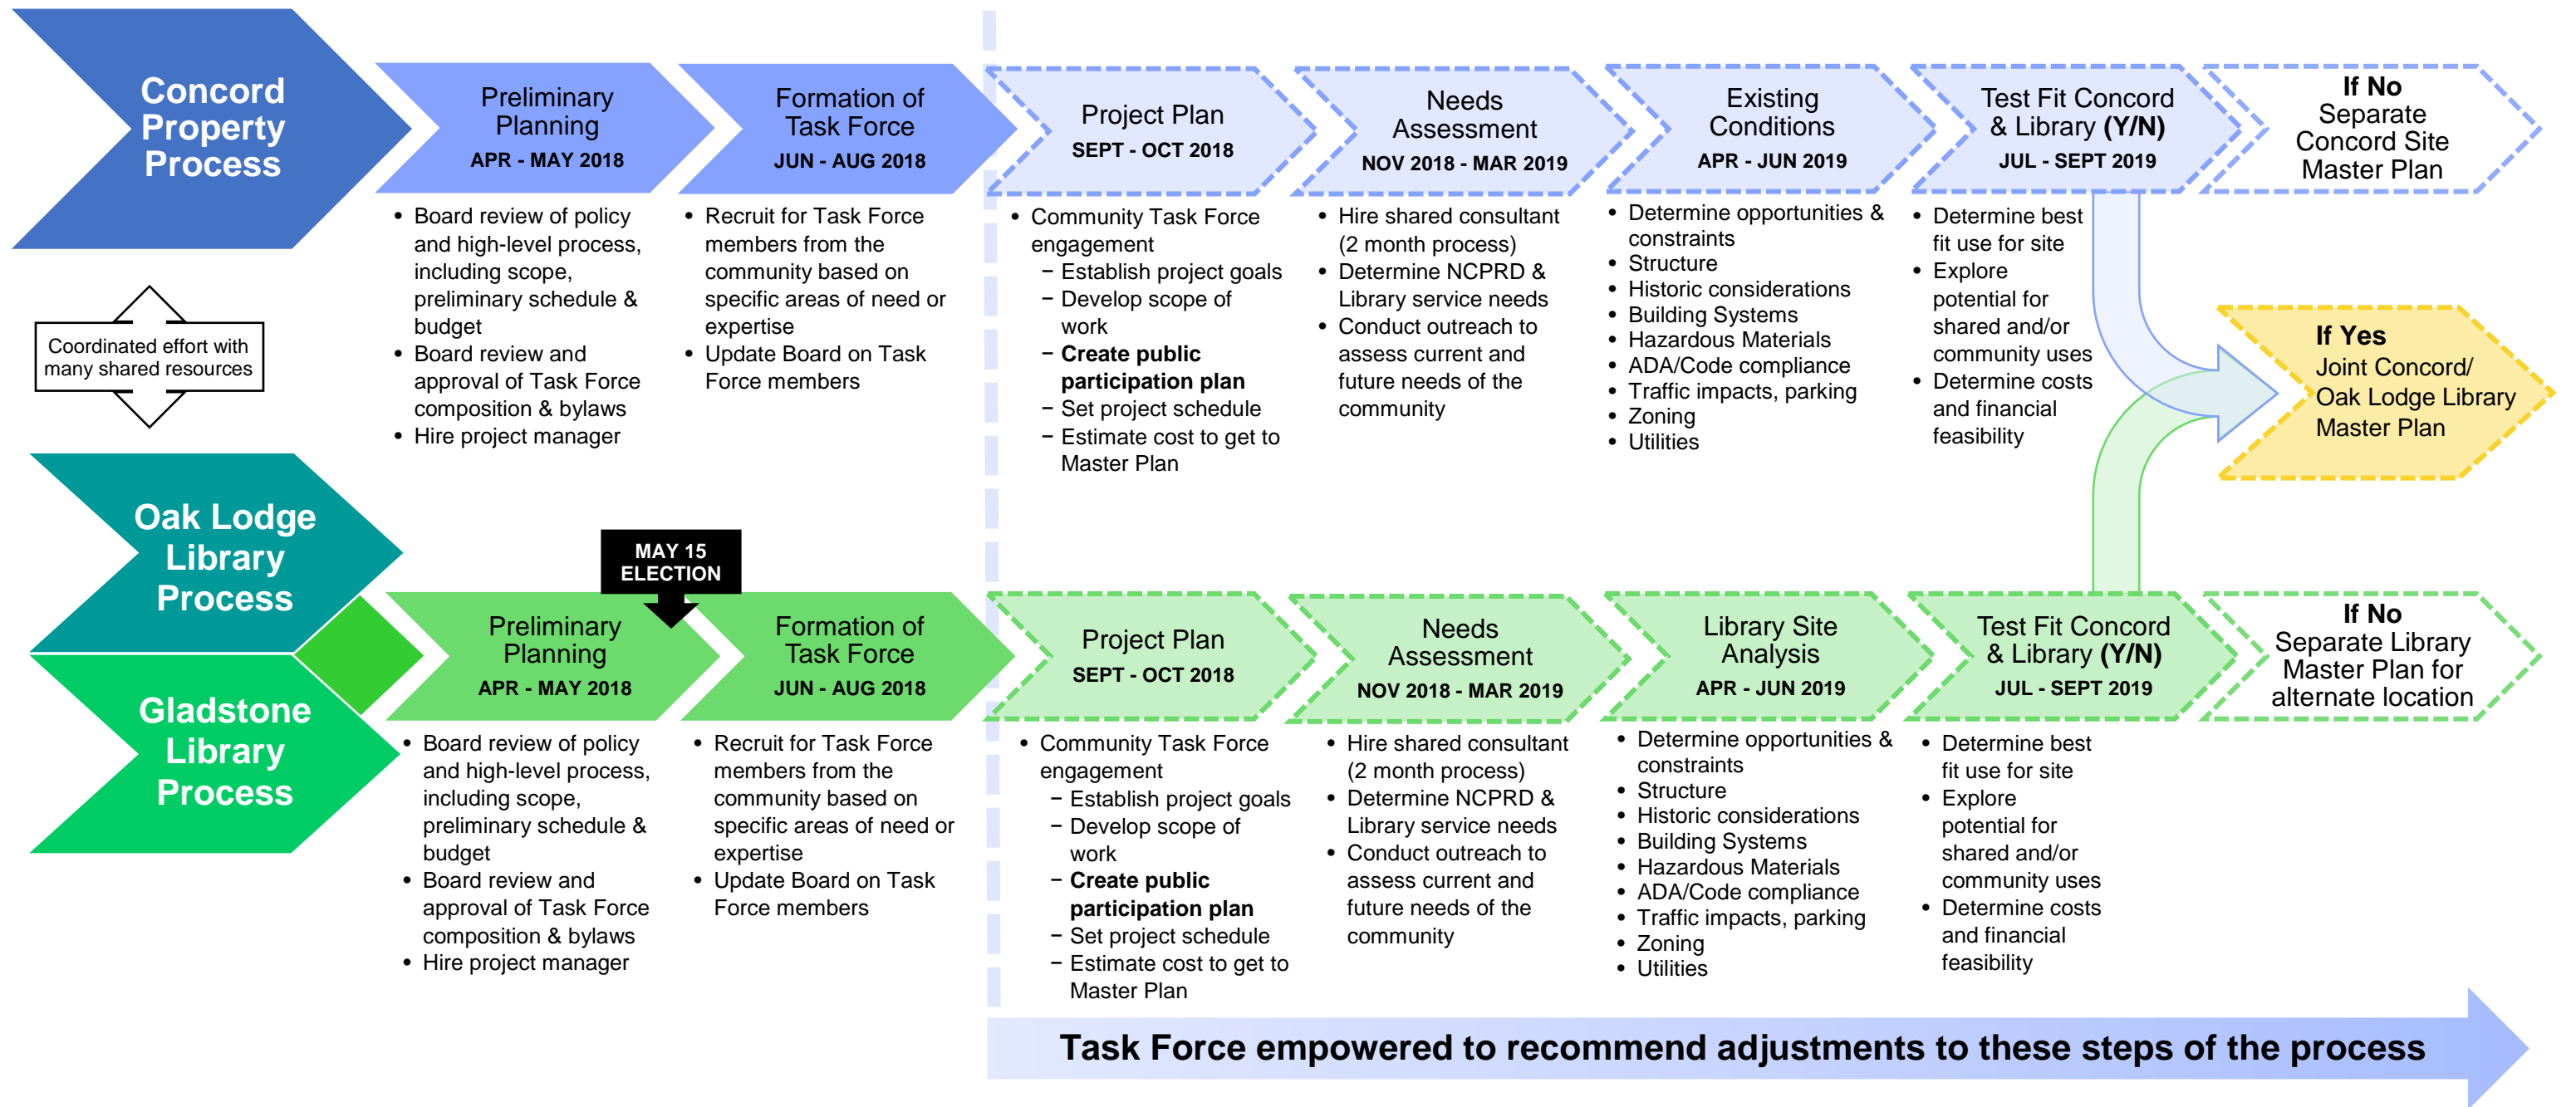 Concord
Property
Process
Preliminary
Planning
APR - MAY 2018
Formation of
Task Force
JUN - AUG 2018
Project Plan
SEPT - OCT 2018
Needs
Assessment
NOV 2018 - MAR 2019
Existing
Conditions
APR - JUN 2019
Test Fit Concord
& Library (Y/N)
JUL - SEPT 2019
If No
Separate
Concord Site
Master Plan
• Board review of policy
and high-level process,
including scope,
preliminary schedule &
budget
• Board review and
approval of Task Force
composition & bylaws
• Hire project manager
• Recruit for Task Force
members from the
community based on
specific areas of need or
expertise
• Update Board on Task
Force members
• Community Task Force
engagement
− Establish project goals
− Develop scope of
work
− Create public
participation plan
− Set project schedule
− Estimate cost to get to
Master Plan
• Hire shared consultant
(2 month process)
• Determine NCPRD &
Library service needs
• Conduct outreach to
assess current and
future needs of the
community
• Determine opportunities &
constraints
• Structure
• Historic considerations
• Building Systems
• Hazardous Materials
• ADA/Code compliance
• Traffic impacts, parking
• Zoning
• Utilities
• Determine best
fit use for site
• Explore
potential for
shared and/or
community uses
• Determine costs
and financial
feasibility
If Yes
Joint Concord/
Oak Lodge Library
Master Plan
Coordinated effort with
many shared resources
Oak Lodge
Library
Process
Gladstone
Library
Process
MAY 15
ELECTION
Preliminary
Planning
APR - MAY 2018
Formation of
Task Force
JUN - AUG 2018
Project Plan
SEPT - OCT 2018
Needs
Assessment
NOV 2018 - MAR 2019
Library Site
Analysis
APR - JUN 2019
Test Fit Concord
& Library (Y/N)
JUL - SEPT 2019
If No
Separate Library
Master Plan for
alternate location
• Board review of policy
and high-level process,
including scope,
preliminary schedule &
budget
• Board review and
approval of Task Force
composition & bylaws
• Hire project manager
• Recruit for Task Force
members from the
community based on
specific areas of need or
expertise
• Update Board on Task
Force members
• Community Task Force
engagement
− Establish project goals
− Develop scope of
work
− Create public
participation plan
− Set project schedule
− Estimate cost to get to
Master Plan
• Hire shared consultant
(2 month process)
• Determine NCPRD &
Library service needs
• Conduct outreach to
assess current and
future needs of the
community
• Determine opportunities &
constraints
• Structure
• Historic considerations
• Building Systems
• Hazardous Materials
• ADA/Code compliance
• Traffic impacts, parking
• Zoning
• Utilities
• Determine best
fit use for site
• Explore
potential for
shared and/or
community uses
• Determine costs
and financial
feasibility
Task Force empowered to recommend adjustments to these steps of the process